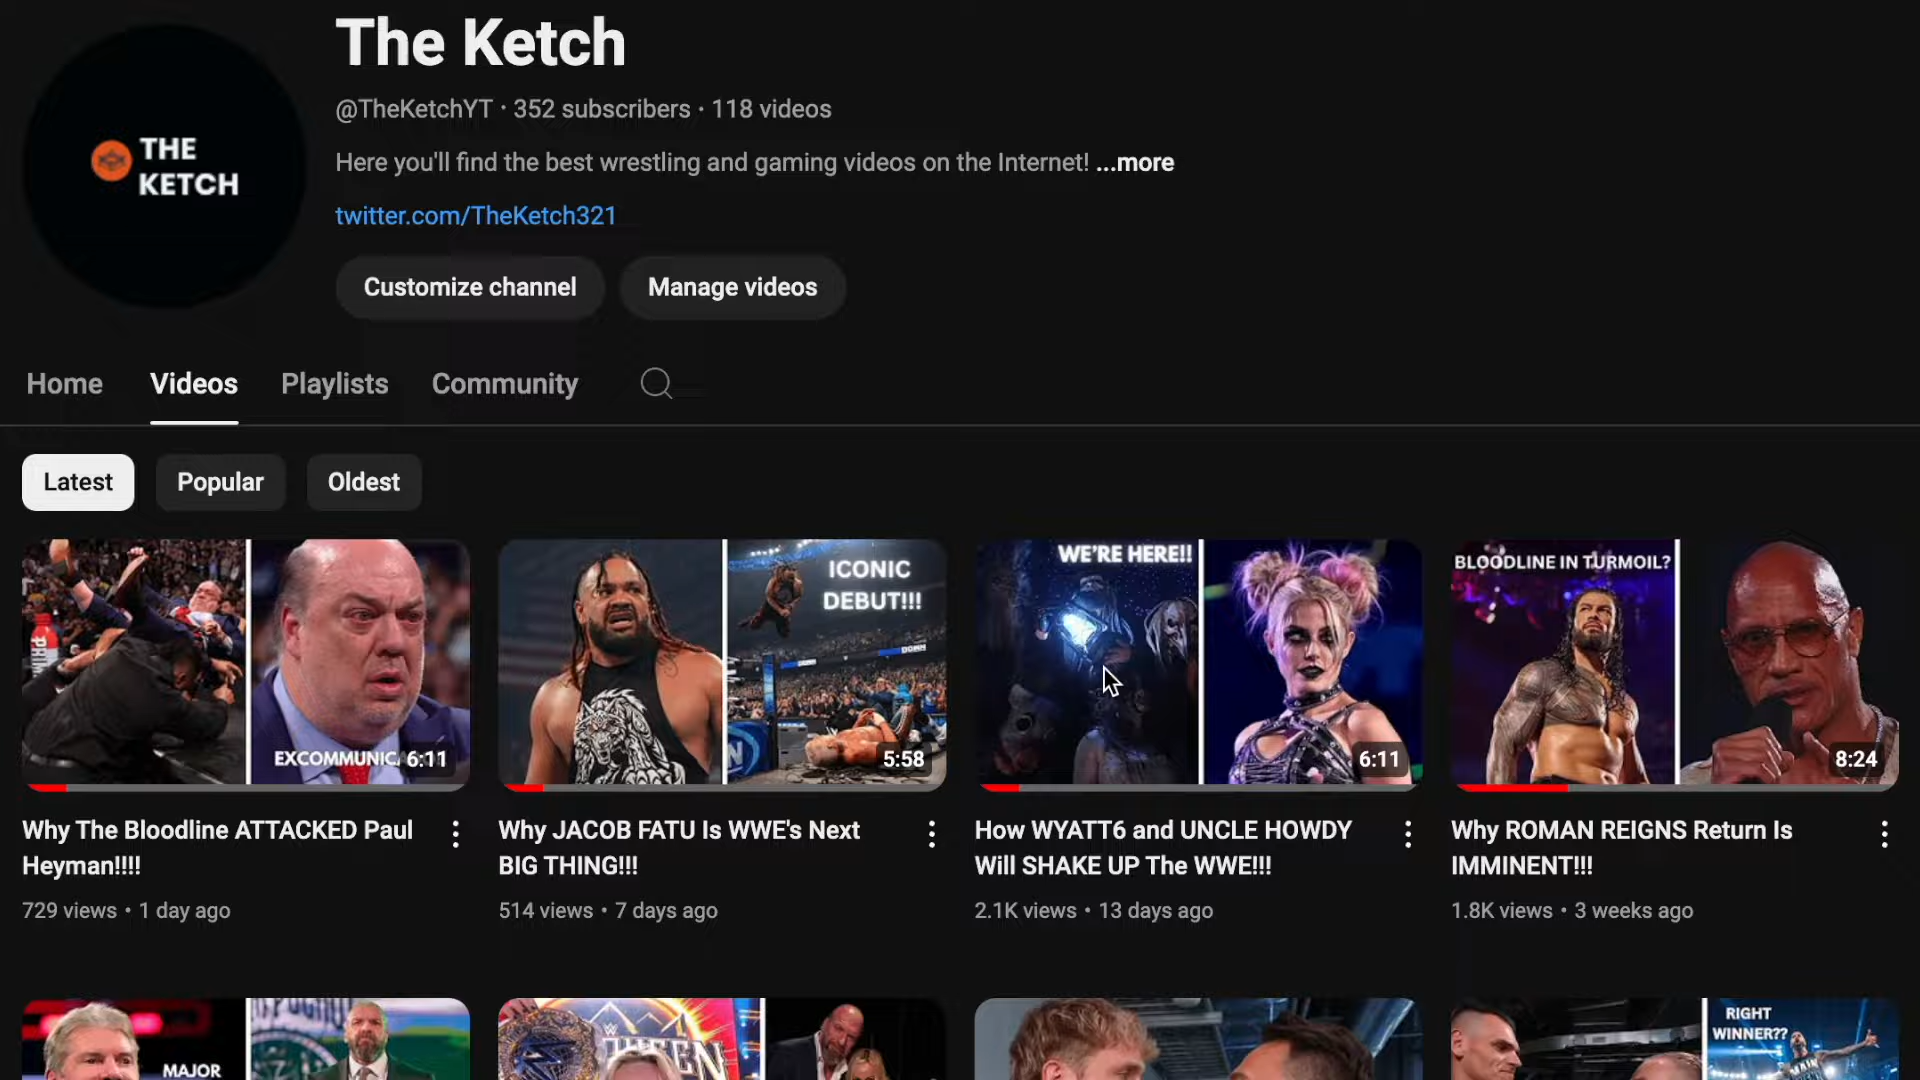 The Ketch
THE
KETCH
@TheKetchYT · 352 subscribers · 118 videos
Here you'll find the best wrestling and gaming videos on the Internet! ...more
twitter.com/TheKetch321
Customize channel
Manage videos
Home
Videos
Playlists
Community
Latest
Popular
Oldest
EXCOMMUNICA
6:11
ICONIC
DEBUT!!!
5:58
WE'RE HERE!!
6:11
BLOODLINE IN TURMOIL?
8:24
Why The Bloodline ATTACKED Paul
Heyman!!!!
729 views • 1 day ago
Why JACOB FATU Is WWE's Next
BIG THING!!!
514 views • 7 days ago
How WYATT6 and UNCLE HOWDY
Will SHAKE UP The WWE!!!
2.1K views • 13 days ago
Why ROMAN REIGNS Return Is
IMMINENT!!!
1.8K views • 3 weeks ago
MAJOR
RIGHT
WINNER??